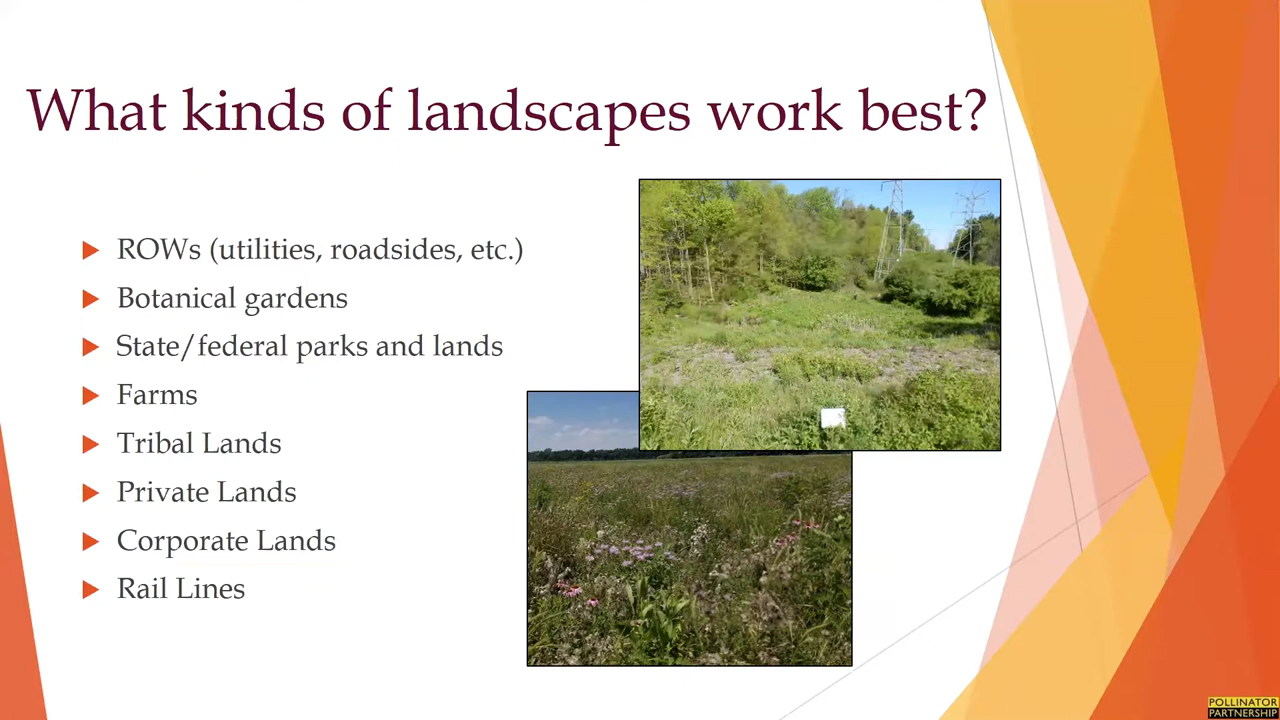 What kinds of landscapes work best?
ROWs (utilities, roadsides, etc.)
Botanical gardens
State/federal parks and lands
Farms
Tribal Lands
Private Lands
Corporate Lands
Rail Lines
POLLINATOR
PARTNERSHIP